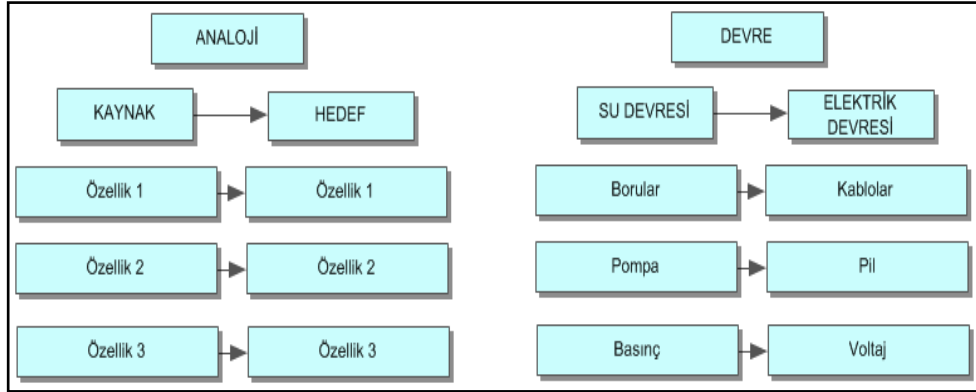 ANALOJİ
KAYNAK
HEDEF
Özellik 1
Özellik 1
Özellik 2
Özellik 2
Özellik 3
Özellik 3
DEVRE
SU DEVRESİ
ELEKTRİK
DEVRESİ
Borular
Kablolar
Pompa
Pil
Basınç
Voltaj